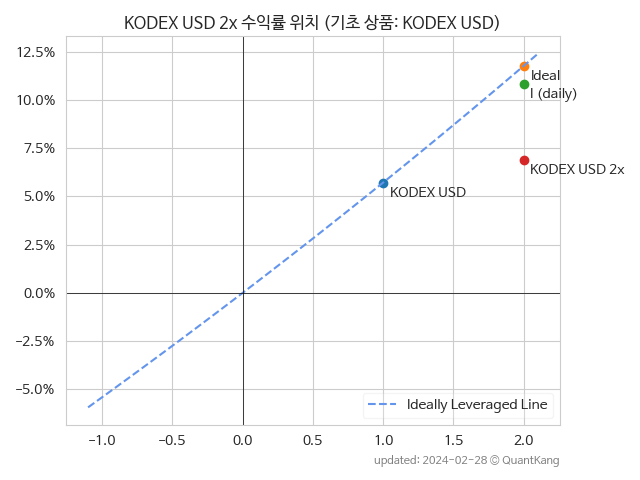 KODEX USD 2x 수익률 위치 (기초 상품: KODEX USD)
12.5%
10.0%
7.5%
5.0%
2.5%
0.0%
−2.5%
−5.0%
Ideal
l (daily)
KODEX USD 2x
KODEX USD
Ideally Leveraged Line
−1.0 −0.5 0.0 0.5 1.0 1.5 2.0
updated: 2024-02-28 © QuantKang